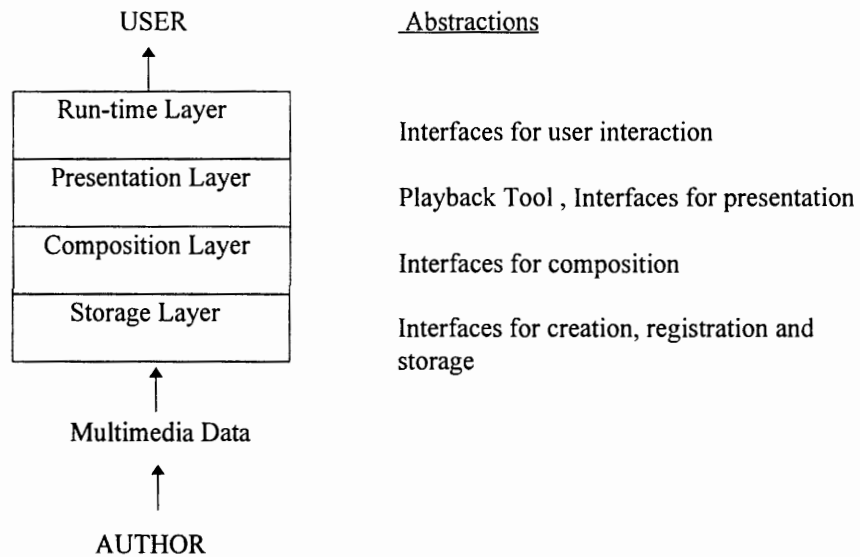 USER
Abstractions
Run-time Layer
Interfaces for user interaction
Presentation Layer
Playback Tool , Interfaces for presentation
Composition Layer
Interfaces for composition
Storage Layer
Interfaces for creation, registration and
storage
Multimedia Data
AUTHOR